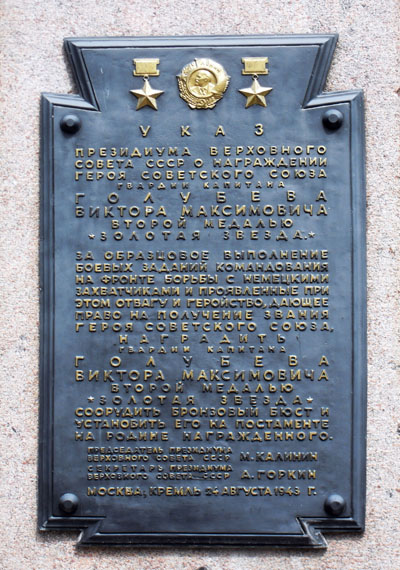 УКАЗ
ПРЕЗИДИУМА ВЕРХОВНОГО
СОВЕТА СССР О НАГРАЖДЕНИИ
ГЕРОЯ СОВЕТСКОГО СОЮЗА
ГВАРДИИ КАПИТАНА
ГОЛУБЕВА
ВИКТОРА МАКСИМОВИЧА
ВТОРОЙ МЕДАЛЬЮ
*ЗОЛОТАЯ ЗВЕЗДА.*
ЗА ОБРАЗЦОВОЕ ВЫПОЛНЕНИЕ
БОЕВЫХ ЗАДАНИЙ КОМАНДОВАНИЯ
НА ФРОНТЕ БОРЬБЫ С НЕМЕЦКИМИ
ЗАХВАТЧИКАМИ И ПРОЯВЛЕННЫЕ ПРИ
ЭТОМ ОТВАГУ И ГЕРОЙСТВО, ДАЮЩЕЕ
ПРАВО НА ПОЛУЧЕНИЕ ЗВАНИЯ
ГЕРОЯ СОВЕТСКОГО СОЮЗА,
НАГРАДИТЬ
ГВАРДИИ КАПИТАНА
ГОЛУБЕВА
ВИКТОРА МАКСИМОВИЧА
ВТОРОЙ МЕДАЛЬЮ
*ЗОЛОТАЯ ЗВЕЗДА*
СООРУДИТЬ БРОНЗОВЫЙ БЮСТ И
УСТАНОВИТЬ ЕГО НА ПОСТАМЕНТЕ
НА РОДИНЕ НАГРАЖДЕННОГО.
ПРЕДСЕДАТЕЛЬ ПРЕЗИДИУМА
ВЕРХОВНОГО СОВЕТА СССР М. КАЛИНИН
СЕКРЕТАРЬ ПРЕЗИДИУМА
ВЕРХОВНОГО СОВЕТА СССР А. ГОРКИН
МОСКВА, КРЕМЛЬ 24 АВГУСТА 1943 Г.